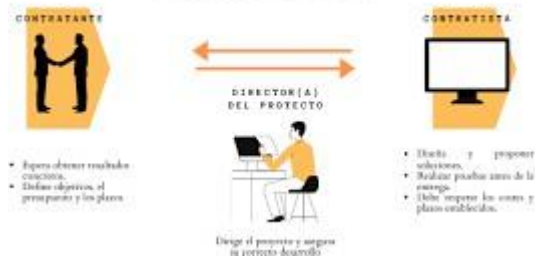 CONTRATANTE
• Espera obtener resultados
concretos.
• Define objetivos, el
presupuesto y los plazos
DIRECTOR(A)
DEL PROYECTO
Dirige el proyecto y asegura
su correcto desarrollo
CONTRATISTA
• Diseña y proponer
soluciones.
• Realizar pruebas antes de la
entrega.
• Debe respetar los costes y
plazos establecidos.